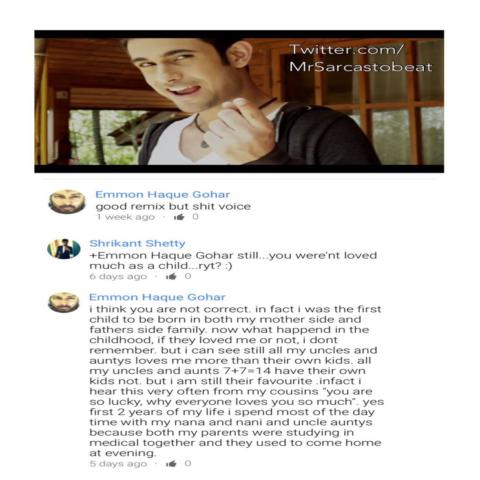 Twitter.com/
MrSarcastobeat
Emmon Haque Gohar
good remix but shit voice
1 week ago · 0
Shrikant Shetty
+Emmon Haque Gohar still...you were'nt loved
much as a child...ryt? :)
6 days ago · 0
Emmon Haque Gohar
i think you are not correct. in fact i was the first
child to be born in both my mother side and
fathers side family. now what happend in the
childhood, if they loved me or not, i dont
remember. but i can see still all my uncles and
auntys loves me more than their own kids. all
my uncles and aunts 7+7=14 have their own
kids not. but i am still their favourite .infact i
hear this very often from my cousins "you are
so lucky, why everyone loves you so much". yes
first 2 years of my life i spend most of the day
time with my nana and nani and uncle auntys
because both my parents were studying in
medical together and they used to come home
at evening.
5 days ago · 0